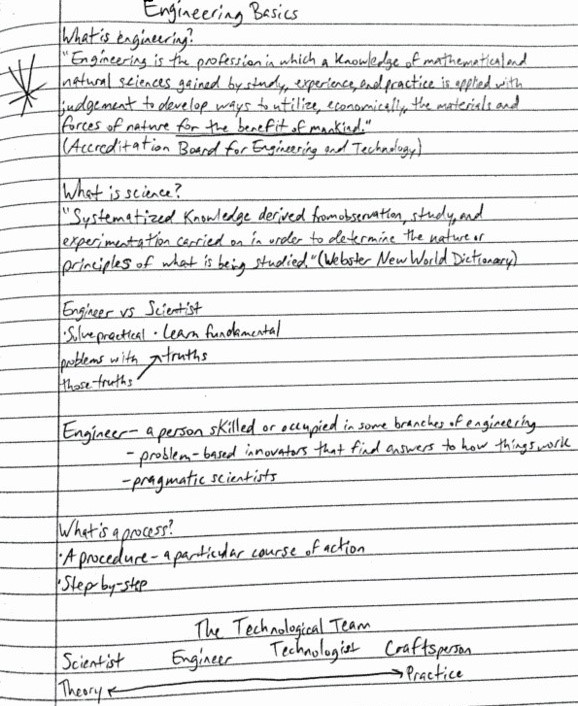 Engineering Basics
What is engineering?
"Engineering is the profession in which a knowledge of mathematical and
natural sciences gained by study, experience, and practice is applied with
judgement to develop ways to utilize, economically, the materials and
forces of nature for the benefit of mankind."
(Accreditation Board for Engineering and Technology)
What is science?
"Systematized knowledge derived from observation, study, and
experimentation carried on in order to determine the nature or
principles of what is being studied." (Webster New World Dictionary)
Engineer vs Scientist
·Solve practical · Learn fundamental
problems with truths
those truths
Engineer - a person skilled or occupied in some branches of engineering
- problem-based innovators that find answers to how things work
- pragmatic scientists
What is a process?
·A procedure - a particular course of action
·Step by-step
The Technological Team
Scientist Engineer Technologist Craftsperson
Theory Practice